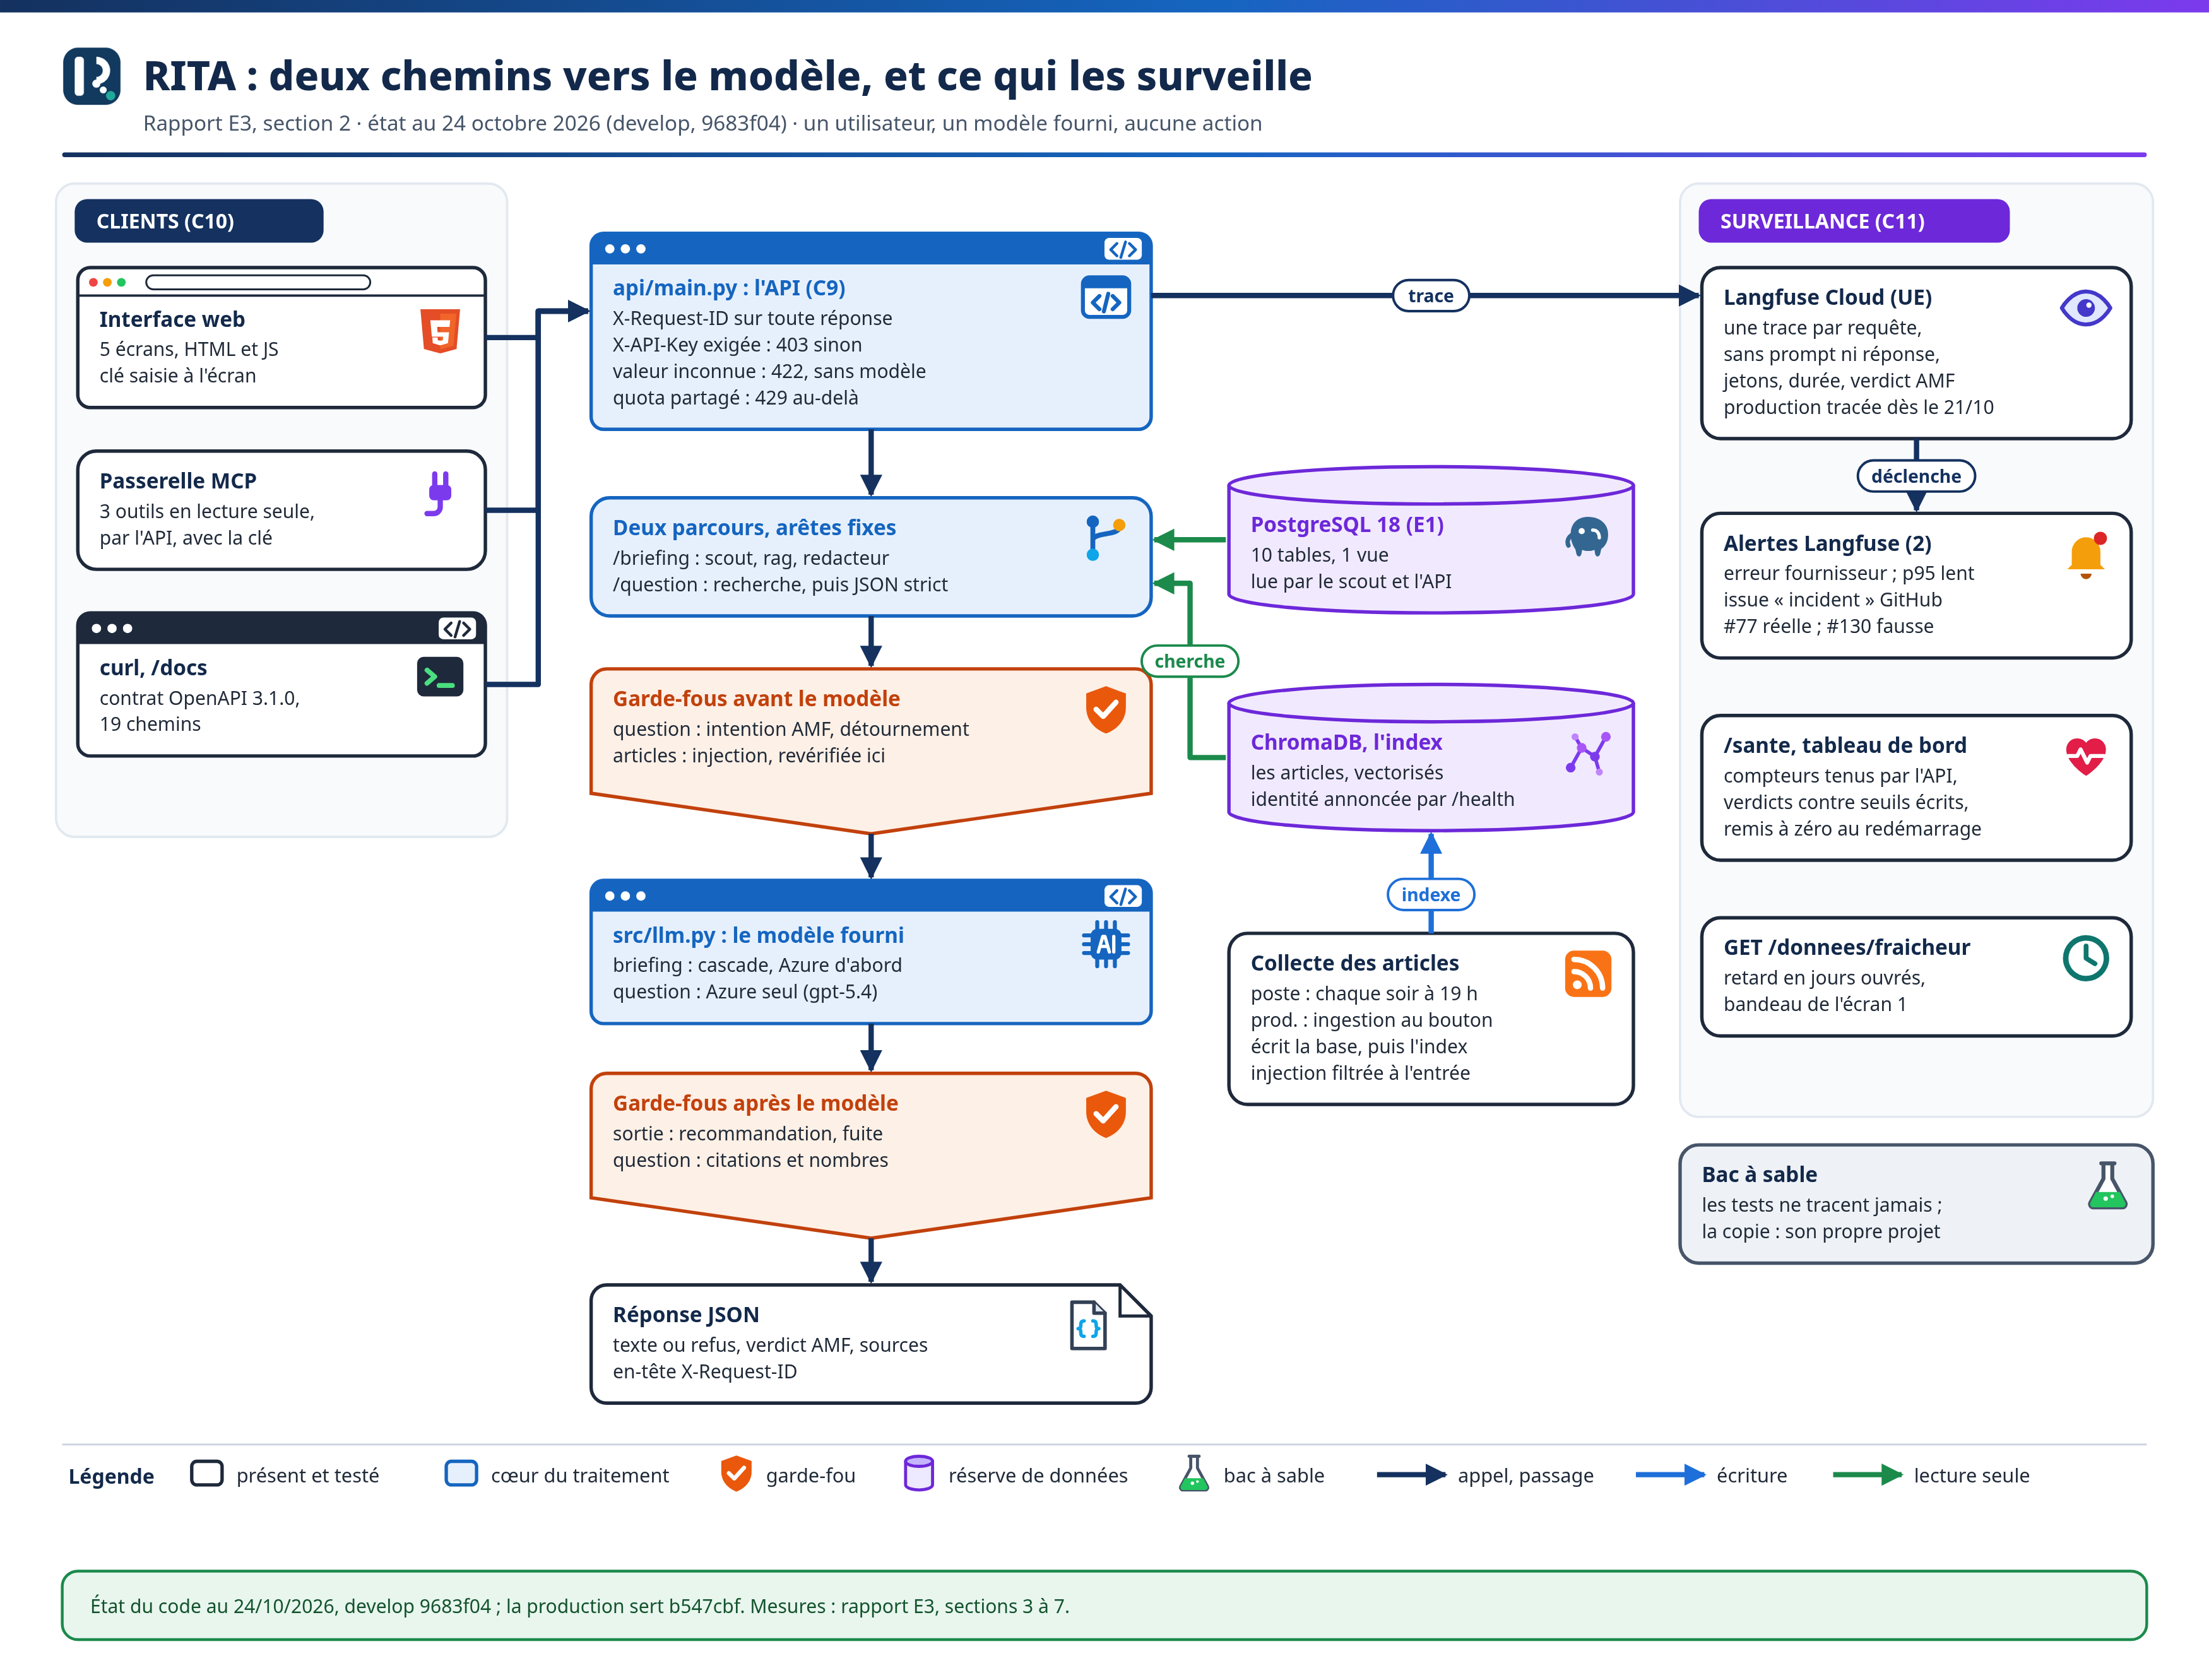 RITA : deux chemins vers le modèle, et ce qui les surveille
Rapport E3, section 2 · état au 24 octobre 2026 (develop, 9683f04) · un utilisateur, un modèle fourni, aucune action
CLIENTS (C10)
Interface web
5 écrans, HTML et JS
clé saisie à l'écran
Passerelle MCP
3 outils en lecture seule,
par l'API, avec la clé
curl, /docs
contrat OpenAPI 3.1.0,
19 chemins
api/main.py : l'API (C9)
X-Request-ID sur toute réponse
X-API-Key exigée : 403 sinon
valeur inconnue : 422, sans modèle
quota partagé : 429 au-delà
Deux parcours, arêtes fixes
/briefing : scout, rag, redacteur
/question : recherche, puis JSON strict
Garde-fous avant le modèle
question : intention AMF, détournement
articles : injection, revérifiée ici
src/llm.py : le modèle fourni
briefing : cascade, Azure d'abord
question : Azure seul (gpt-5.4)
AI
Garde-fous après le modèle
sortie : recommandation, fuite
question : citations et nombres
Réponse JSON
texte ou refus, verdict AMF, sources
en-tête X-Request-ID
trace
PostgreSQL 18 (E1)
10 tables, 1 vue
lue par le scout et l'API
cherche
ChromaDB, l'index
les articles, vectorisés
identité annoncée par /health
indexe
Collecte des articles
poste : chaque soir à 19 h
prod. : ingestion au bouton
écrit la base, puis l'index
injection filtrée à l'entrée
SURVEILLANCE (C11)
Langfuse Cloud (UE)
une trace par requête,
sans prompt ni réponse,
jetons, durée, verdict AMF
production tracée dès le 21/10
déclenche
Alertes Langfuse (2)
erreur fournisseur ; p95 lent
issue « incident » GitHub
#77 réelle ; #130 fausse
/sante, tableau de bord
compteurs tenus par l'API,
verdicts contre seuils écrits,
remis à zéro au redémarrage
GET /donnees/fraicheur
retard en jours ouvrés,
bandeau de l'écran 1
Bac à sable
les tests ne tracent jamais ;
la copie : son propre projet
Légende
présent et testé
cœur du traitement
garde-fou
réserve de données
bac à sable
appel, passage
écriture
lecture seule
État du code au 24/10/2026, develop 9683f04 ; la production sert b547cbf. Mesures : rapport E3, sections 3 à 7.